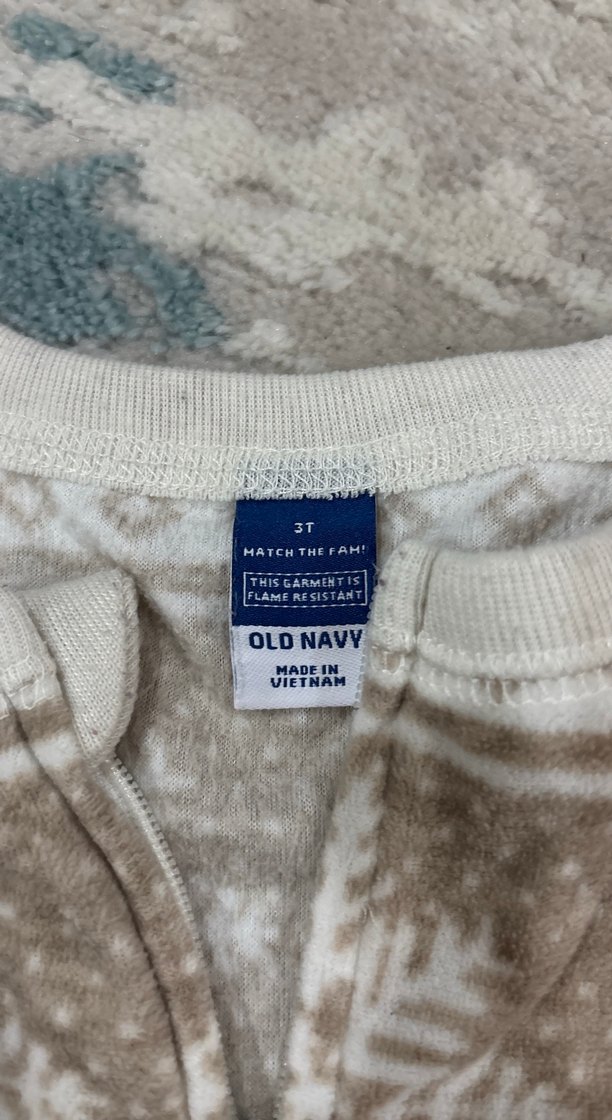 3T
MATCH THE FAM!
THIS GARMENT IS
FLAME RESISTANT
OLD NAVY
MADE IN
VIETNAM